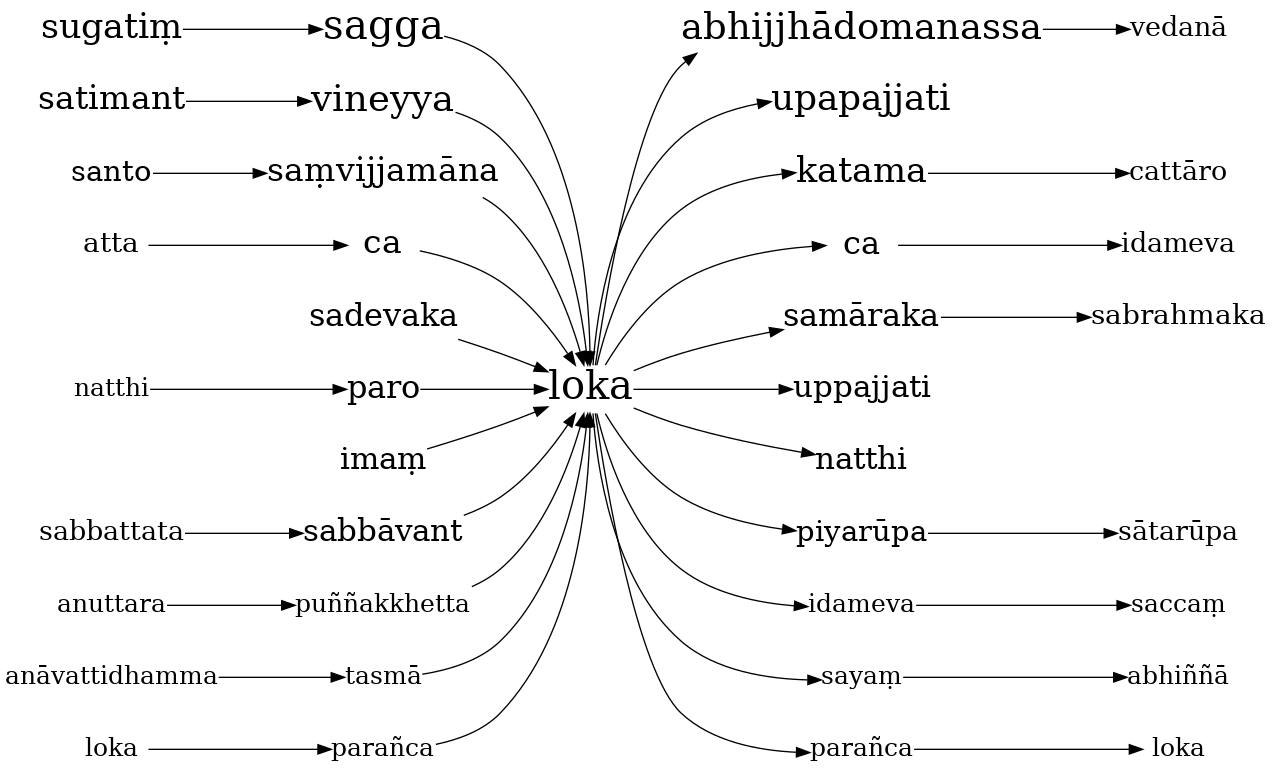 sugatiṃ sagga abhijjhādomanassa vedanā
satimant vineyya upapajjati
santo saṃvijjamāna katama cattāro
atta ca ca idameva
sadevaka samāraka sabrahmaka
natthi paro loka uppajjati
imaṃ natthi
sabbattata sabbāvant piyarūpa sātarūpa
anuttara puññakkhetta idameva saccaṃ
anāvattidhamma tasmā sayaṃ abhiññā
loka parañca parañca loka